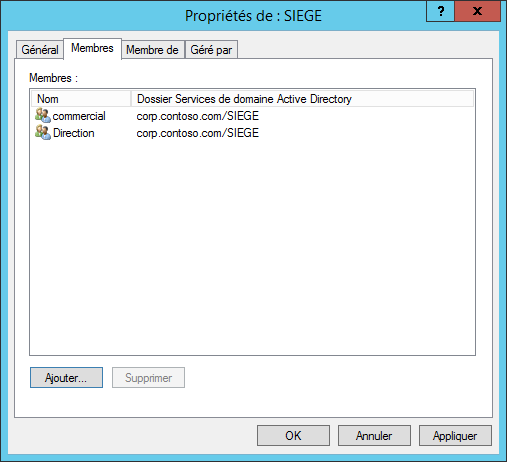 Propriétés de : SIEGE
? x
Général Membres Membre de Géré par
Membres :
Nom Dossier Services de domaine Active Directory
commercial corp.contoso.com/SIEGE
Direction corp.contoso.com/SIEGE
Ajouter... Supprimer
OK Annuler Appliquer